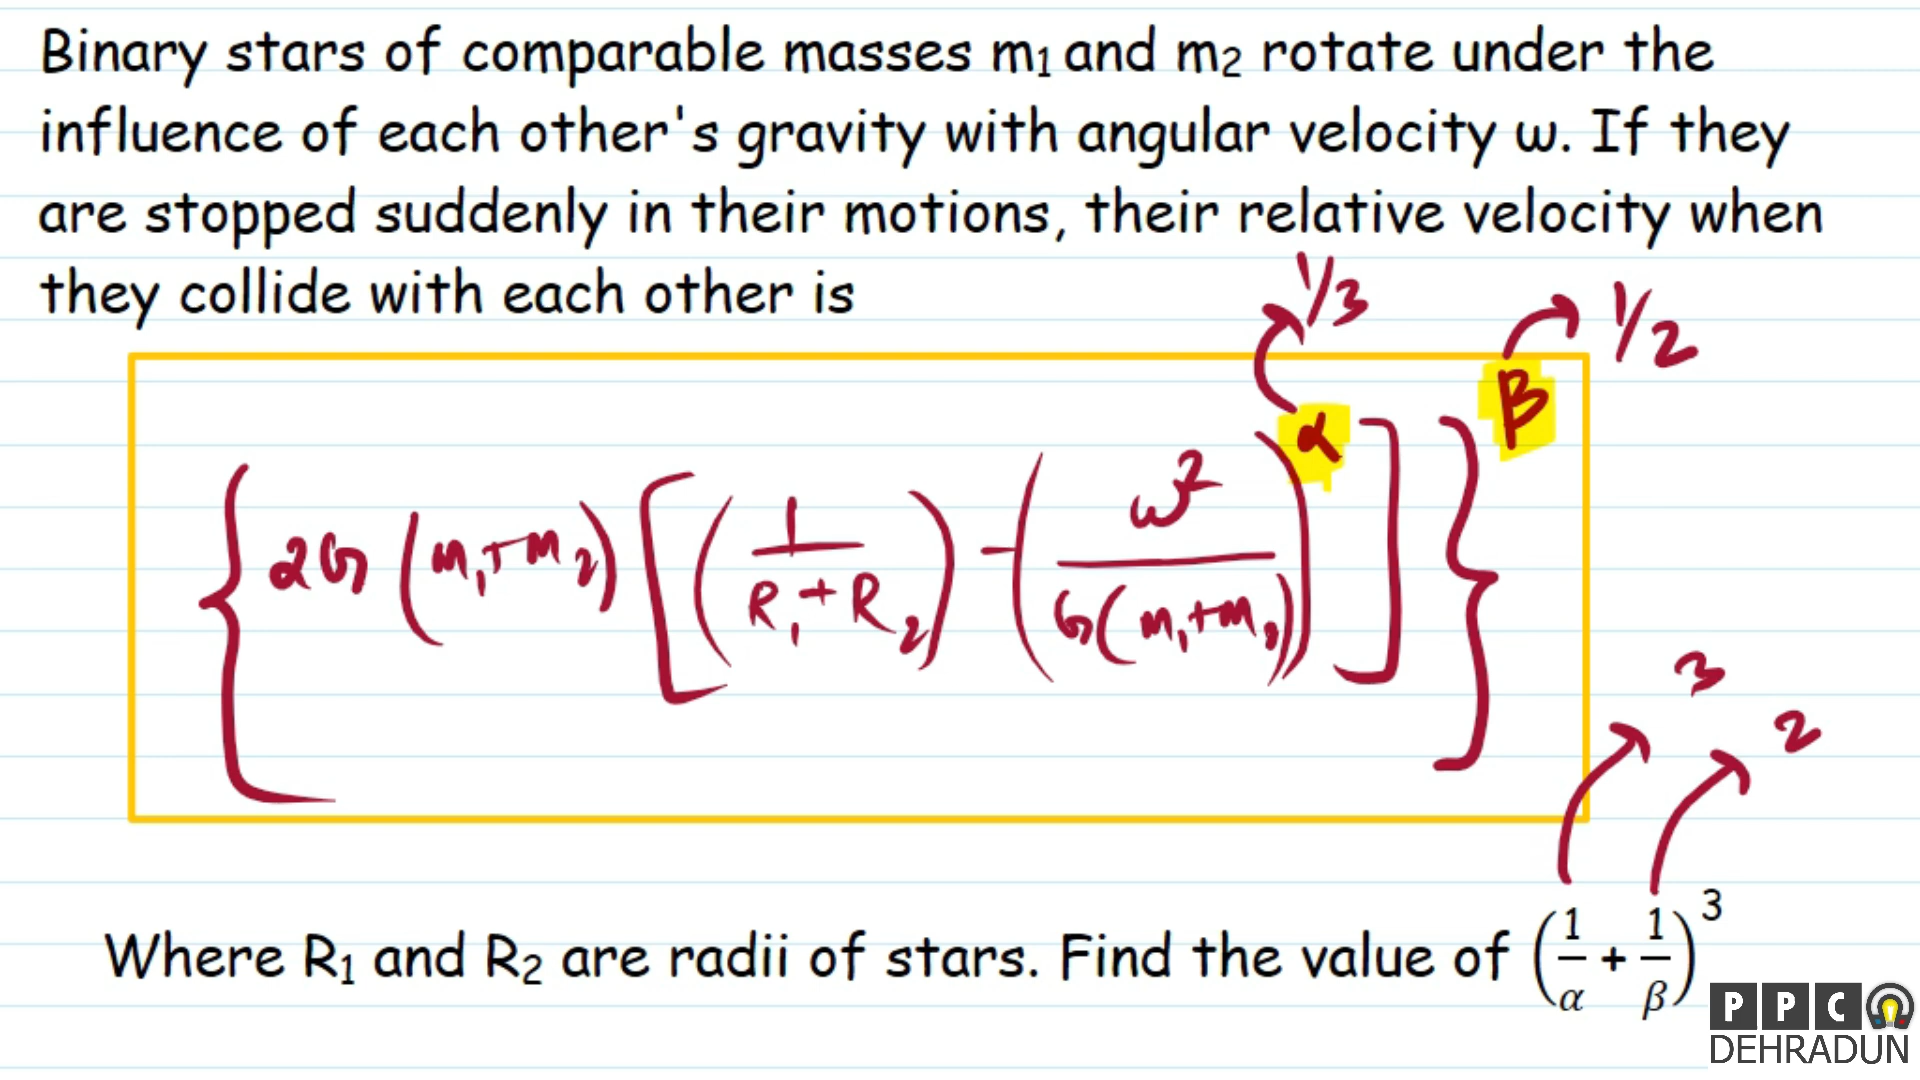 Binary stars of comparable masses m₁ and m₂ rotate under the
influence of each other's gravity with angular velocity ω. If they
are stopped suddenly in their motions, their relative velocity when
they collide with each other is
1/3
1/2
{2G(m₁+m₂)[(1/(R₁+R₂))-(ω²/(G(m₁+m₂)))^α]}^β
3
2
Where R₁ and R₂ are radii of stars. Find the value of (1/α + 1/β)³
PPC
DEHRADUN